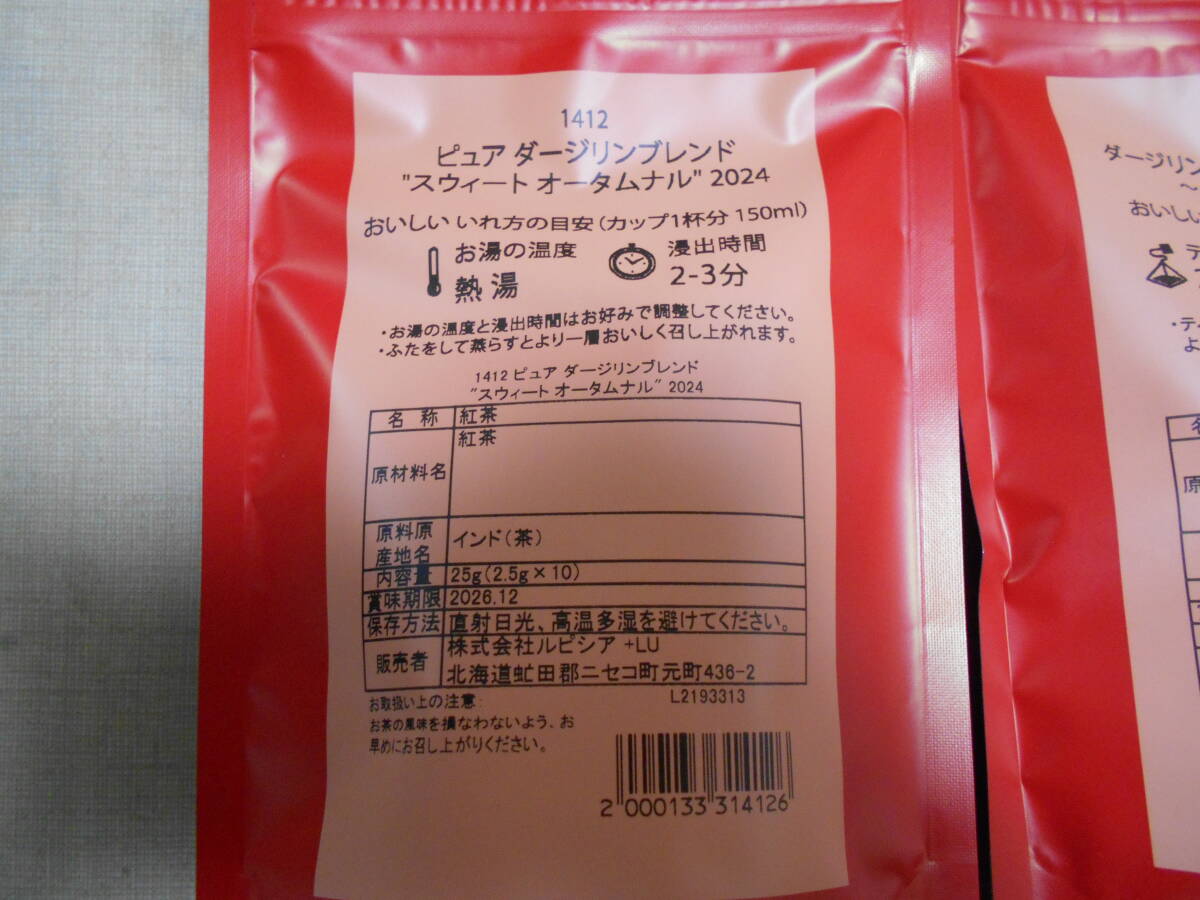 1412
ピュア ダージリンブレンド
"スウィート オータムナル" 2024
おいしい いれ方の目安(カップ1杯分 150ml)
お湯の温度
熱湯
浸出時間
2-3分
・お湯の温度と浸出時間はお好みで調整してください。
・ふたをして蒸らすとより一層おいしく召し上がれます。
1412 ピュア ダージリンブレンド
"スウィート オータムナル" 2024
名 称 紅茶
原材料名 紅茶
原料原産地名 インド(茶)
内容量 25g(2.5g×10)
賞味期限 2026.12
保存方法 直射日光、高温多湿を避けてください。
販売者 株式会社ルピシア +LU
北海道虻田郡ニセコ町元町436-2
お取扱い上の注意:
L2193313
お茶の風味を損なわないよう、お
早めにお召し上がりください。
2 000133 314126
ダージリン
～
おいし
テ
・テ
よ
名
原